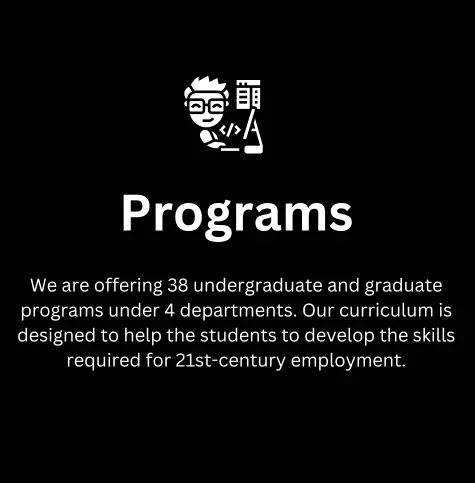 </>
Programs
We are offering 38 undergraduate and graduate
programs under 4 departments. Our curriculum is
designed to help the students to develop the skills
required for 21st-century employment.